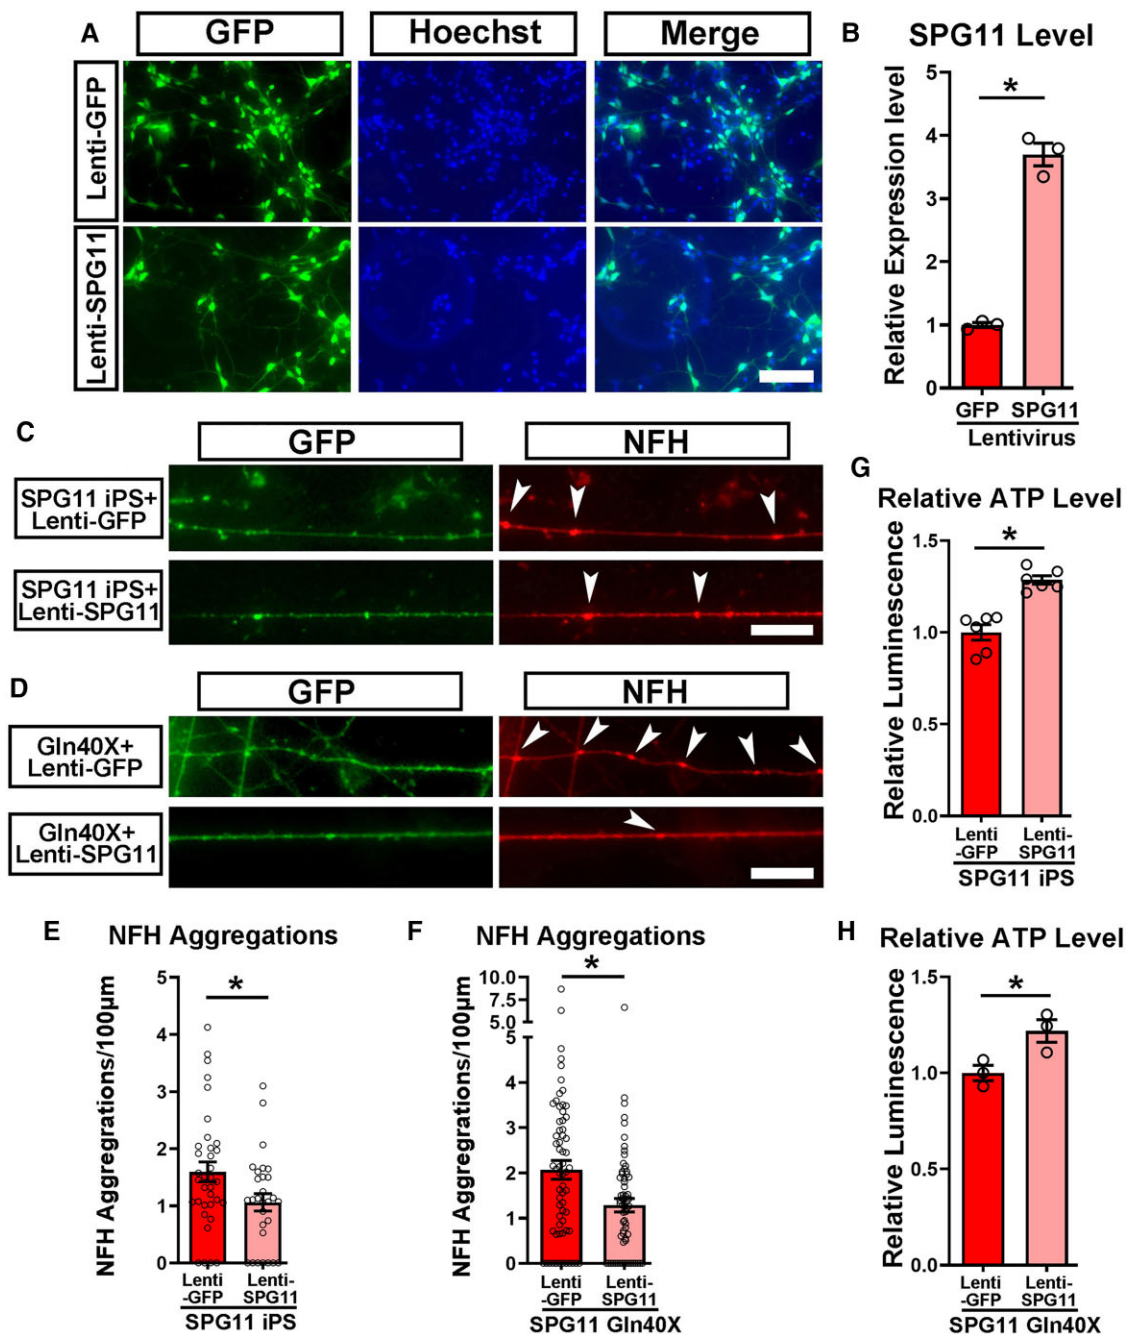 A
GFP
Hoechst
Merge
Lenti-GFP
Lenti-SPG11
B
SPG11 Level
Relative Expression level
5
4
3
2
1
0
*
GFP SPG11
Lentivirus
C
GFP
NFH
SPG11 iPS+
Lenti-GFP
SPG11 iPS+
Lenti-SPG11
D
GFP
NFH
Gln40X+
Lenti-GFP
Gln40X+
Lenti-SPG11
G
Relative ATP Level
Relative Luminescence
1.5
1.0
0.5
0.0
*
Lenti
-GFP
Lenti-
SPG11
SPG11 iPS
E
NFH Aggregations
NFH Aggregrations/100µm
5
4
3
2
1
0
*
Lenti
-GFP
Lenti-
SPG11
SPG11 iPS
F
NFH Aggregations
NFH Aggregrations/100µm
10.0
7.5
5.0
5
4
3
2
1
0
*
Lenti
-GFP
Lenti-
SPG11
SPG11 Gln40X
H
Relative ATP Level
Relative Luminescence
1.5
1.0
0.5
0.0
*
Lenti
-GFP
Lenti-
SPG11
SPG11 Gln40X